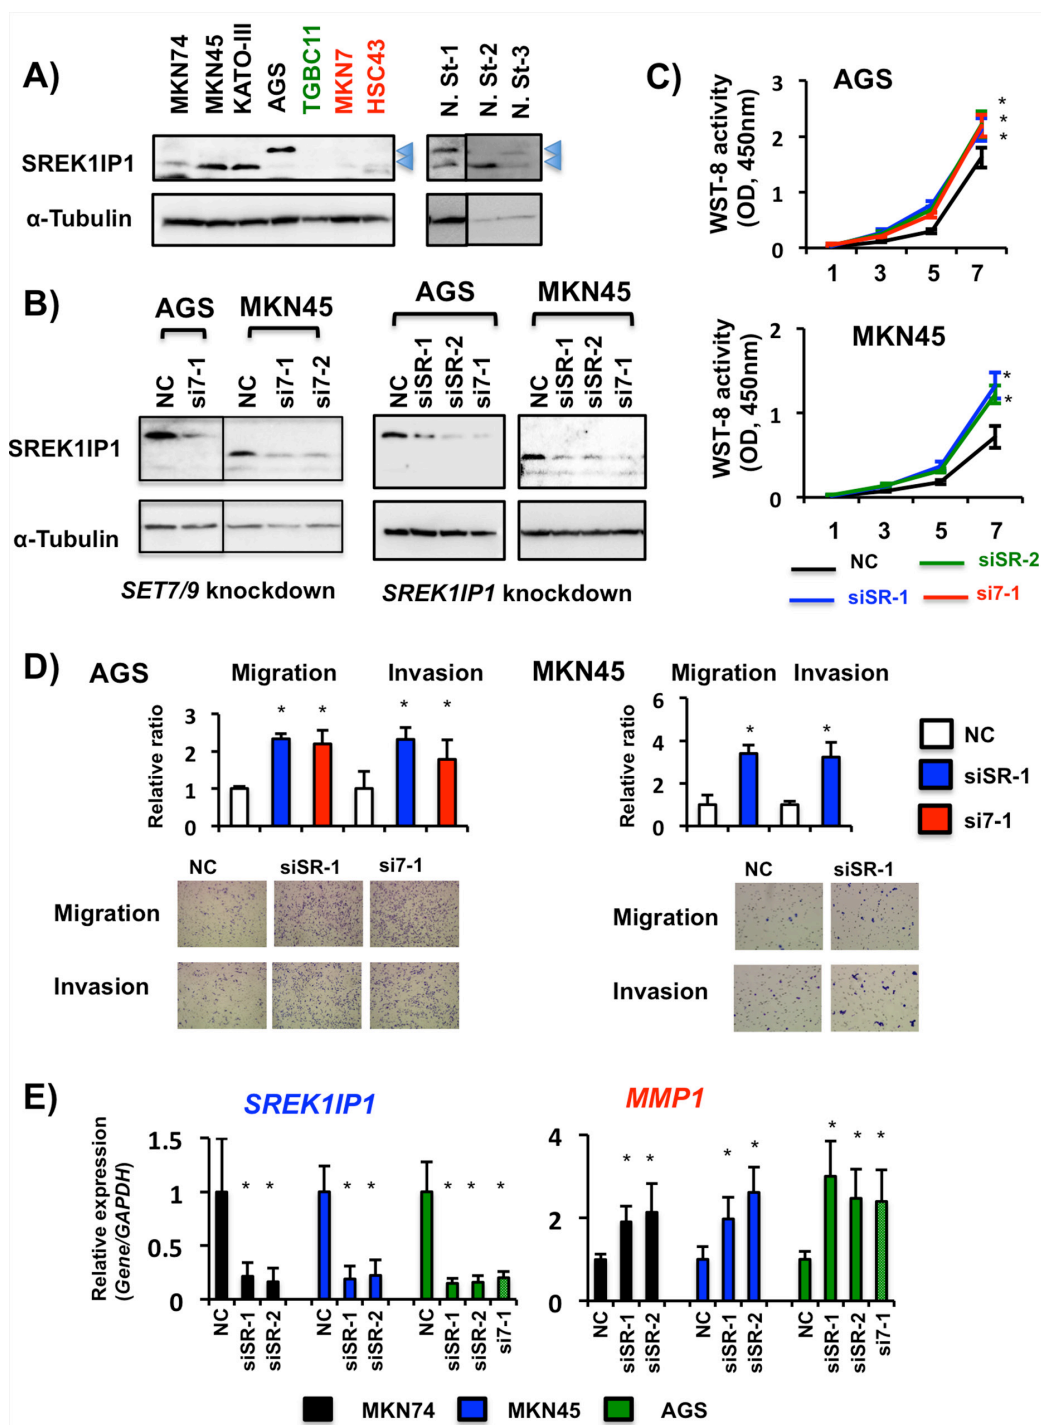 A)
MKN74
MKN45
KATO-III
AGS
TGBC11
MKN7
HSC43
N. St-1
N. St-2
N. St-3
SREK1IP1
α-Tubulin
B)
AGS
MKN45
NC
si7-1
NC
si7-1
si7-2
AGS
MKN45
NC
siSR-1
siSR-2
si7-1
NC
siSR-1
siSR-2
si7-1
SREK1IP1
α-Tubulin
SET7/9 knockdown
SREK1IP1 knockdown
C)
AGS
WST-8 activity
(OD, 450nm)
3
2
1
0
* * *
1 3 5 7
MKN45
WST-8 activity
(OD, 450nm)
2
1
0
* *
1 3 5 7
NC
siSR-2
siSR-1
si7-1
D)
AGS
Migration
Invasion
Relative ratio
3
2
1
0
* * * *
NC
siSR-1
si7-1
Migration
Invasion
MKN45
Migration
Invasion
Relative ratio
6
4
2
0
* *
NC
siSR-1
si7-1
NC
siSR-1
Migration
Invasion
E)
SREK1IP1
Relative expression
(Gene/GAPDH)
1.5
1
0.5
0
* * * * * * *
NC
siSR-1
siSR-2
NC
siSR-1
siSR-2
NC
siSR-1
siSR-2
si7-1
MMP1
4
2
0
* * * * * * *
NC
siSR-1
siSR-2
NC
siSR-1
siSR-2
NC
siSR-1
siSR-2
si7-1
MKN74
MKN45
AGS